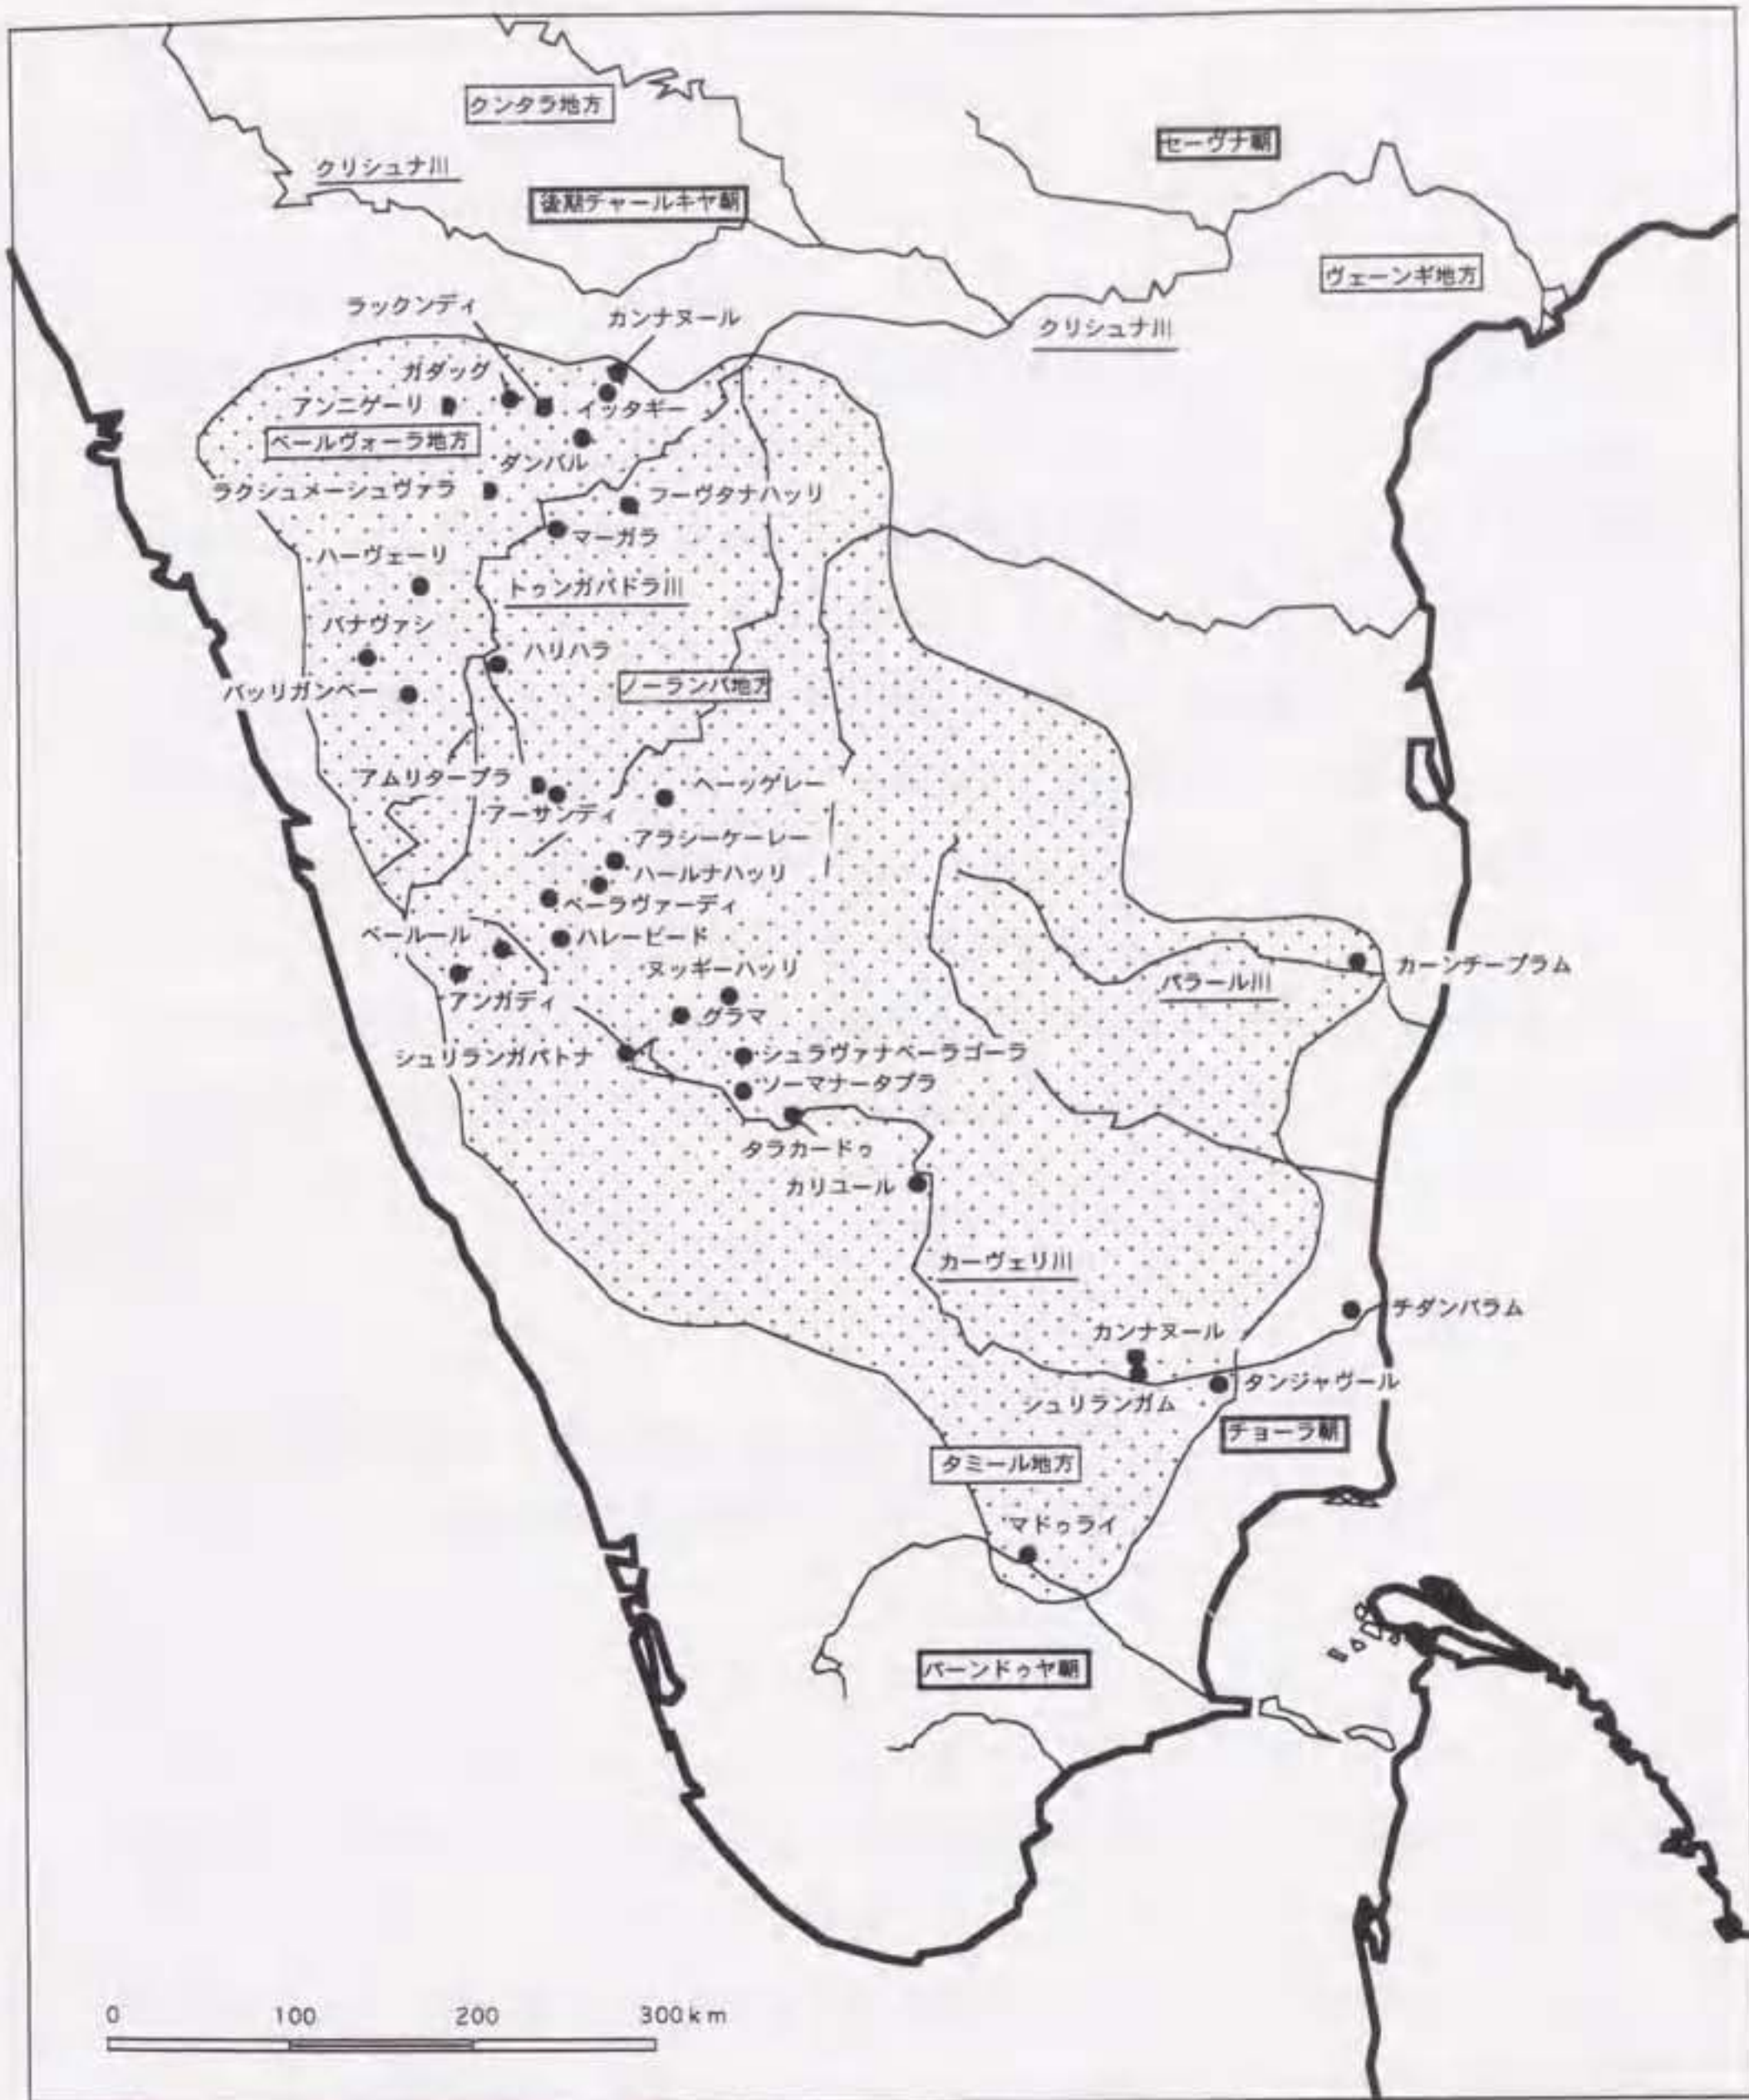 クンタラ地方
セーヴナ朝
クリシュナ川
後期チャールキヤ朝
ヴェーンギ地方
ラックンディ
カンナヌール
クリシュナ川
ガダッグ
アンニゲーリ
イッタギー
ベールヴォーラ地方
ダンバル
ラクシュメーシュヴァラ
フーヴタナハッリ
マーガラ
ハーヴェーリ
トゥンガバドラ川
バナヴァシ
ハリハラ
ノーランバ地方
バッリガンベー
アムリターブラ
ヘーッゲレー
アーサンディ
アラシーケーレー
ハールナハッリ
ベーラヴァーディ
ベールール
ハレービード
カーンチープラム
ヌッギーハッリ
パラール川
アンガディ
グラマ
シュリランガパトナ
シュラヴァナベーラゴーラ
ソーマナータプラ
タラカードゥ
カリユール
カーヴェリ川
チダンバラム
カンナヌール
タンジャヴール
シュリランガム
チョーラ朝
タミール地方
マドゥライ
パーンドゥヤ朝
0 100 200 300km